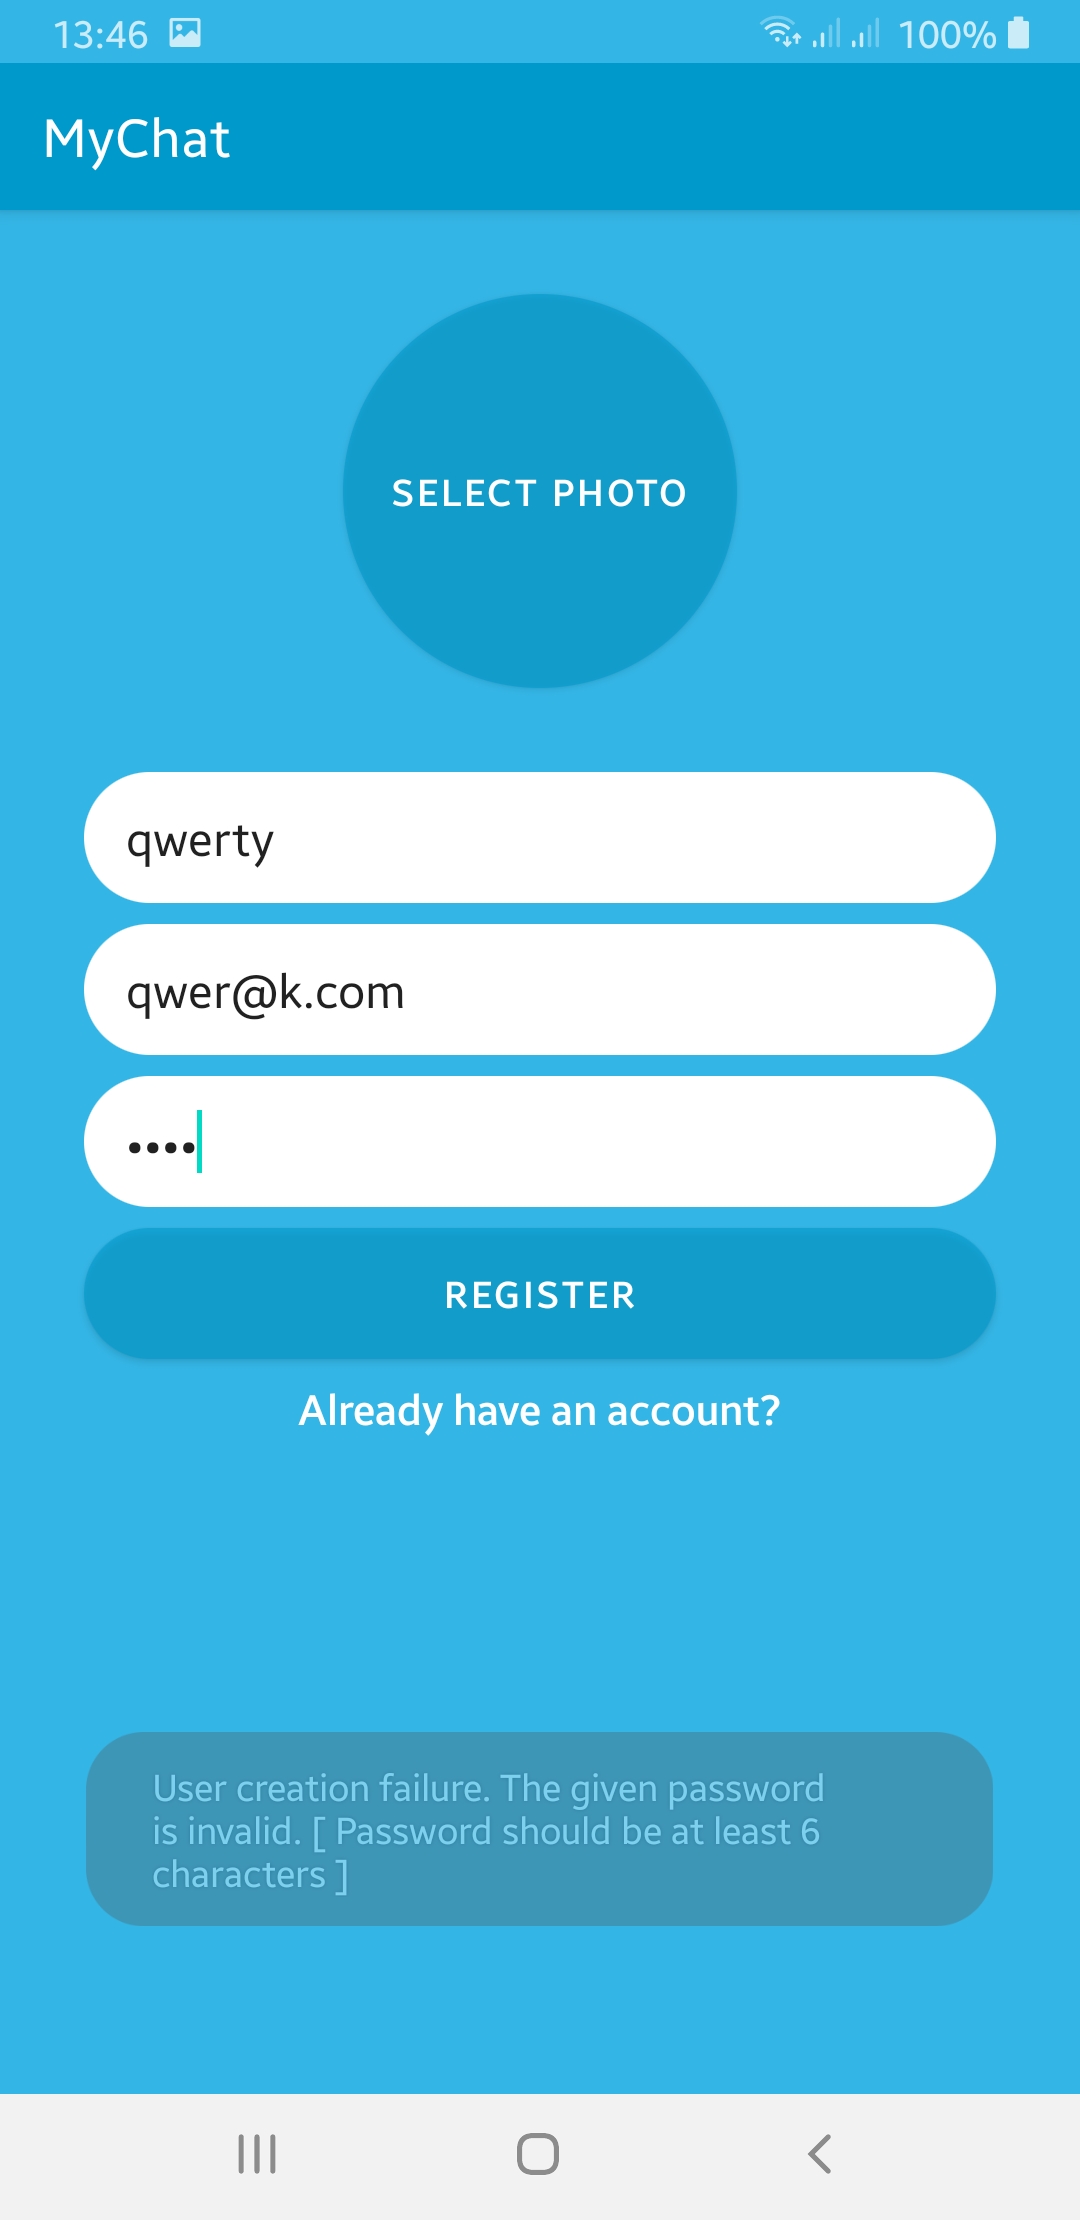 13:46 100%
MyChat
SELECT PHOTO
qwerty
qwer@k.com
••••
REGISTER
Already have an account?
User creation failure. The given password
is invalid. [ Password should be at least 6
characters ]